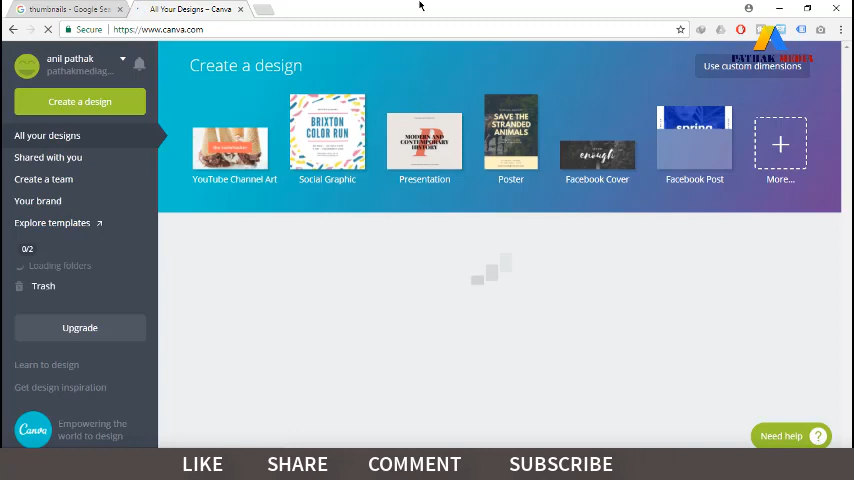 thumbnails - Google Sea
All Your Designs – Canva
Secure
https://www.canva.com
anil pathak
pathakmediag...
Create a design
All your designs
Shared with you
Create a team
Your brand
Explore templates
0/2
Loading folders
Trash
Upgrade
Learn to design
Get design inspiration
Canva
Empowering the
world to design
Create a design
PATHAK MEDIA
Use custom dimensions
BRIXTON
COLOR RUN
MODERN AND
CONTEMPORARY
HISTORY
SAVE THE
STRANDED
ANIMALS
enough
spring
YouTube Channel Art
Social Graphic
Presentation
Poster
Facebook Cover
Facebook Post
More...
Need help ?
LIKE SHARE COMMENT SUBSCRIBE